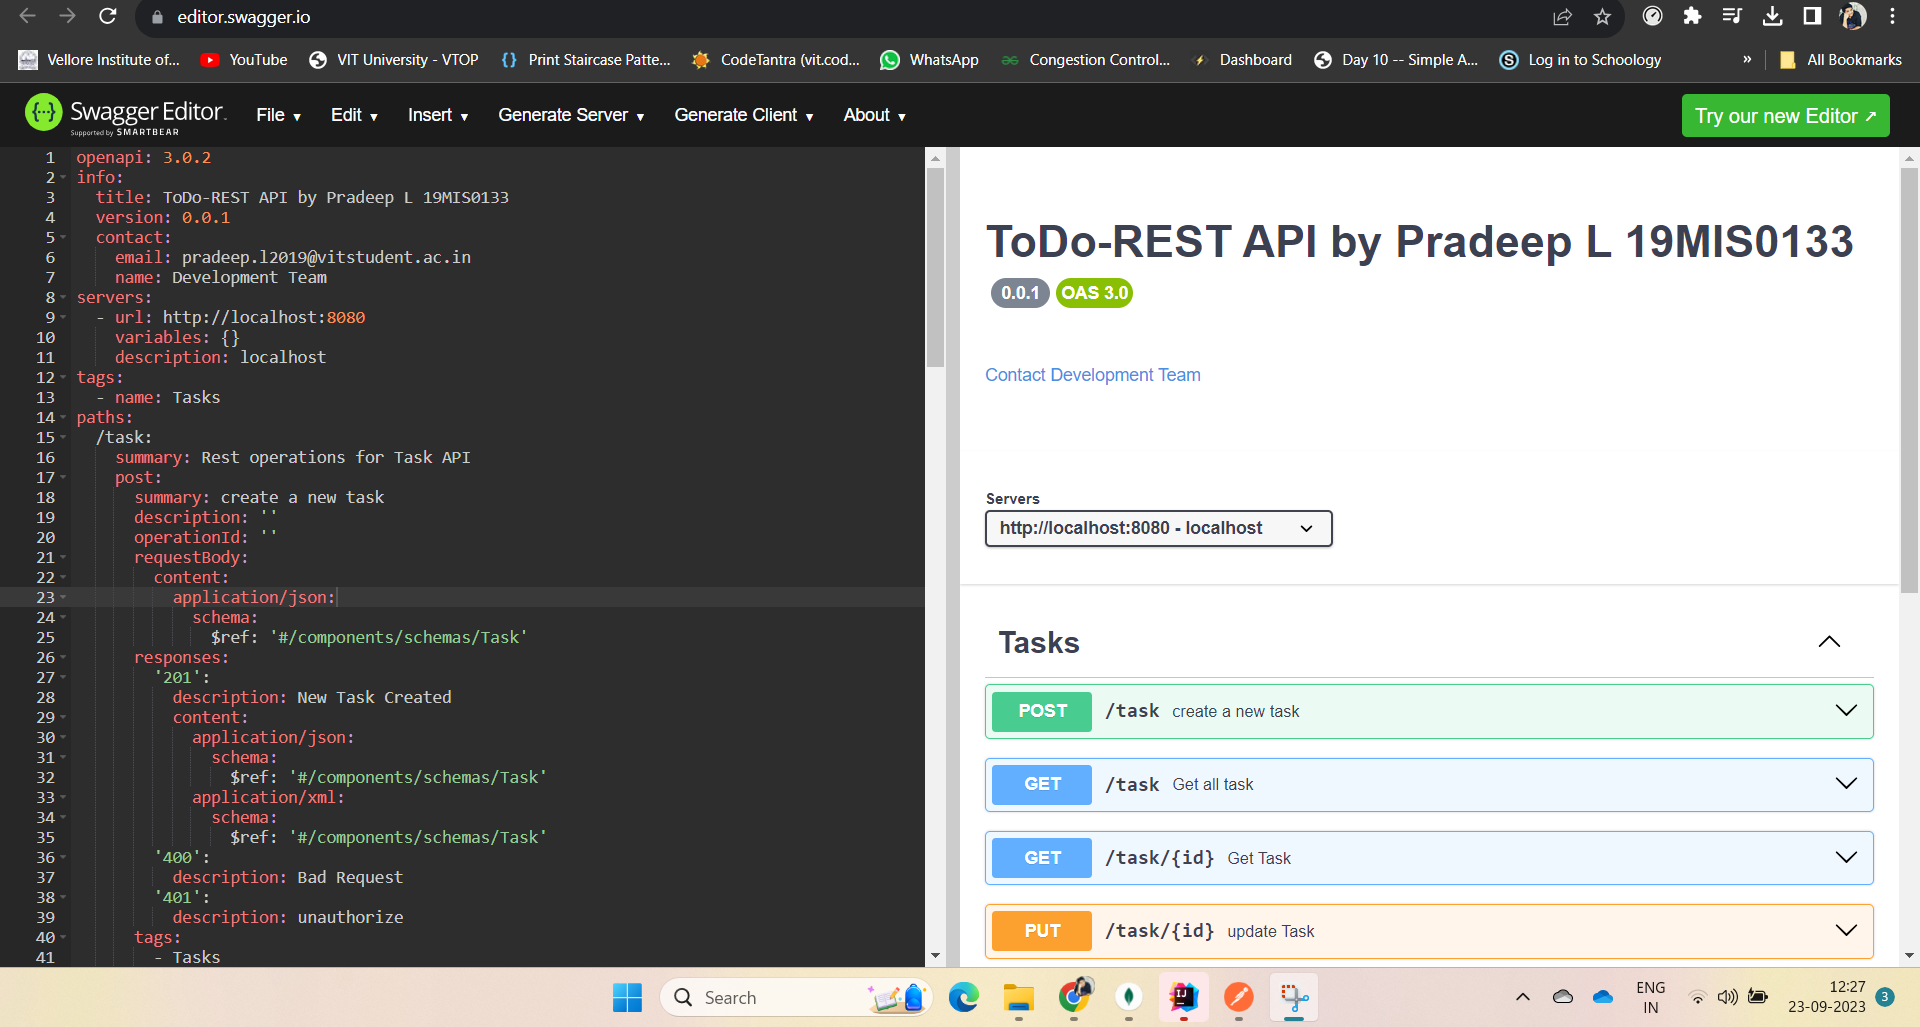 editor.swagger.io
Vellore Institute of... YouTube VIT University - VTOP Print Staircase Patte... CodeTantra (vit.cod... WhatsApp Congestion Control... Dashboard Day 10 -- Simple A... Log in to Schoology » All Bookmarks
Swagger Editor. File Edit Insert Generate Server Generate Client About Try our new Editor ↗
Supported by SMARTBEAR
1 openapi: 3.0.2
2 info:
3 title: ToDo-REST API by Pradeep L 19MIS0133
4 version: 0.0.1
5 contact:
6 email: pradeep.l2019@vitstudent.ac.in
7 name: Development Team
8 servers:
9 - url: http://localhost:8080
10 variables: {}
11 description: localhost
12 tags:
13 - name: Tasks
14 paths:
15 /task:
16 summary: Rest operations for Task API
17 post:
18 summary: create a new task
19 description: ''
20 operationId: ''
21 requestBody:
22 content:
23 application/json:
24 schema:
25 $ref: '#/components/schemas/Task'
26 responses:
27 '201':
28 description: New Task Created
29 content:
30 application/json:
31 schema:
32 $ref: '#/components/schemas/Task'
33 application/xml:
34 schema:
35 $ref: '#/components/schemas/Task'
36 '400':
37 description: Bad Request
38 '401':
39 description: unauthorize
40 tags:
41 - Tasks
ToDo-REST API by Pradeep L 19MIS0133
0.0.1 OAS 3.0
Contact Development Team
Servers
http://localhost:8080 - localhost
Tasks
POST /task create a new task
GET /task Get all task
GET /task/{id} Get Task
PUT /task/{id} update Task
Search
IJ
ENG
IN
12:27
23-09-2023
3